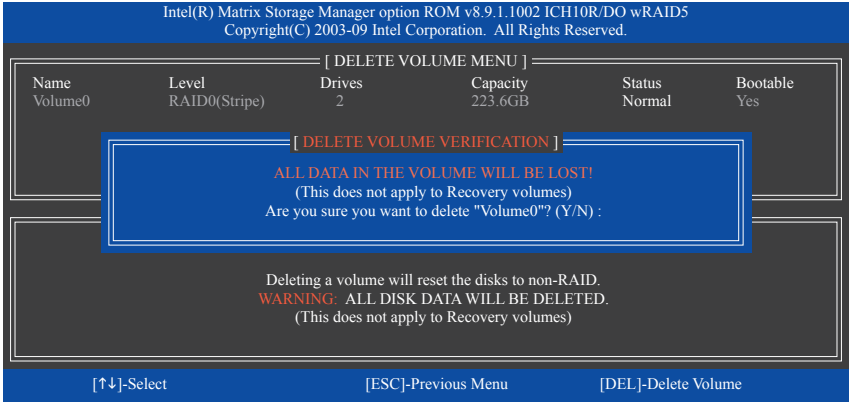 Intel(R) Matrix Storage Manager option ROM v8.9.1.1002 ICH10R/DO wRAID5
Copyright(C) 2003-09 Intel Corporation. All Rights Reserved.
[ DELETE VOLUME MENU ]
Name Level Drives Capacity Status Bootable
Volume0 RAID0(Stripe) 2 223.6GB Normal Yes
[ DELETE VOLUME VERIFICATION ]
ALL DATA IN THE VOLUME WILL BE LOST!
(This does not apply to Recovery volumes)
Are you sure you want to delete "Volume0"? (Y/N) :
Deleting a volume will reset the disks to non-RAID.
WARNING: ALL DISK DATA WILL BE DELETED.
(This does not apply to Recovery volumes)
[↑↓]-Select [ESC]-Previous Menu [DEL]-Delete Volume